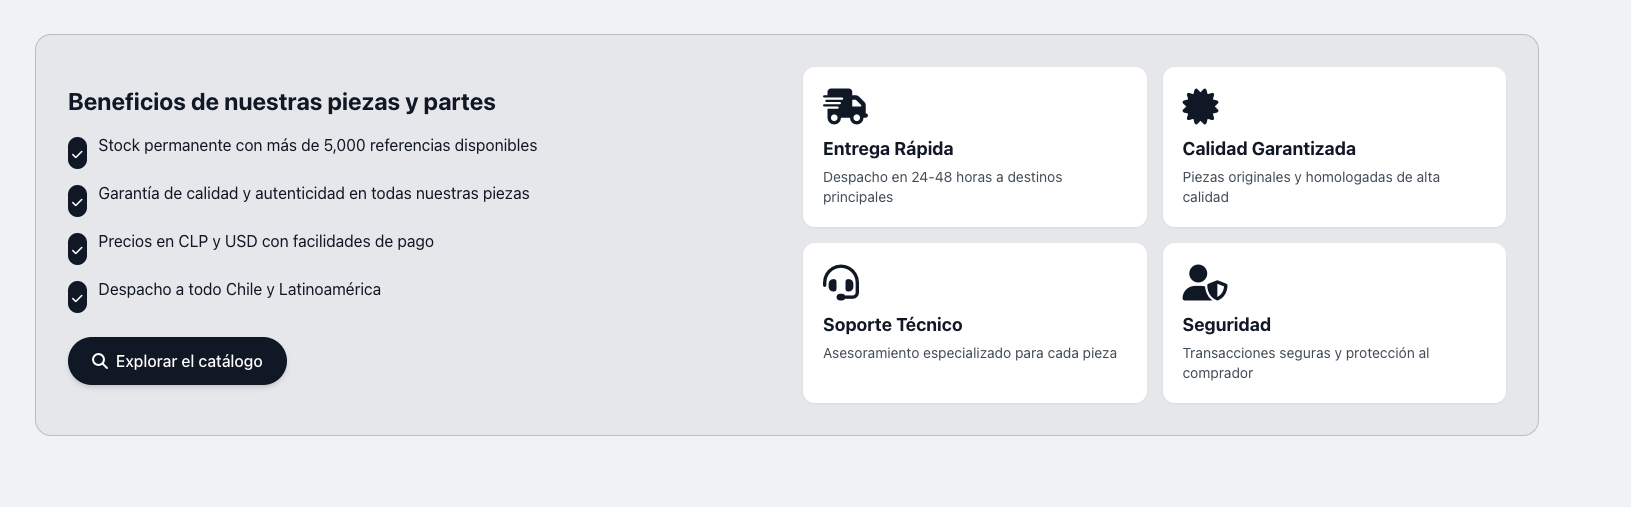 Beneficios de nuestras piezas y partes
Stock permanente con más de 5,000 referencias disponibles
Garantía de calidad y autenticidad en todas nuestras piezas
Precios en CLP y USD con facilidades de pago
Despacho a todo Chile y Latinoamérica
Explorar el catálogo
Entrega Rápida
Despacho en 24-48 horas a destinos
principales
Calidad Garantizada
Piezas originales y homologadas de alta
calidad
Soporte Técnico
Asesoramiento especializado para cada pieza
Seguridad
Transacciones seguras y protección al
comprador